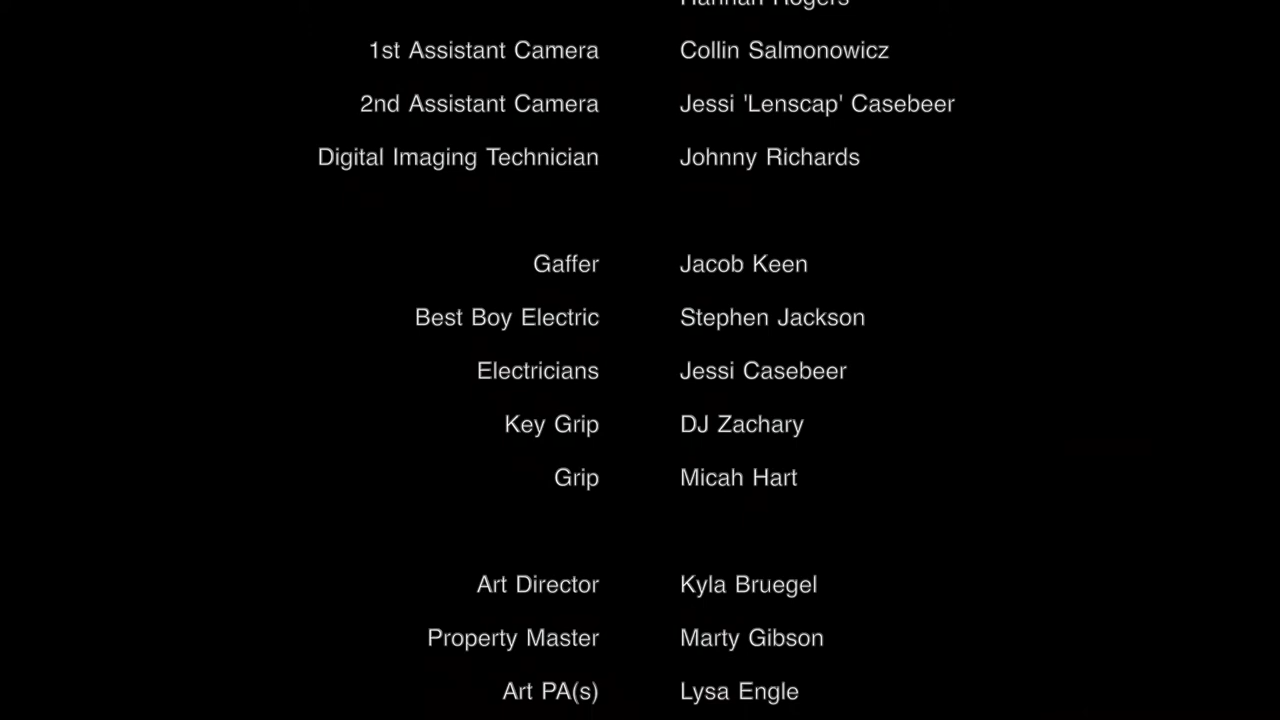 Hannah Rogers
1st Assistant Camera Collin Salmonowicz
2nd Assistant Camera Jessi 'Lenscap' Casebeer
Digital Imaging Technician Johnny Richards
Gaffer Jacob Keen
Best Boy Electric Stephen Jackson
Electricians Jessi Casebeer
Key Grip DJ Zachary
Grip Micah Hart
Art Director Kyla Bruegel
Property Master Marty Gibson
Art PA(s) Lysa Engle